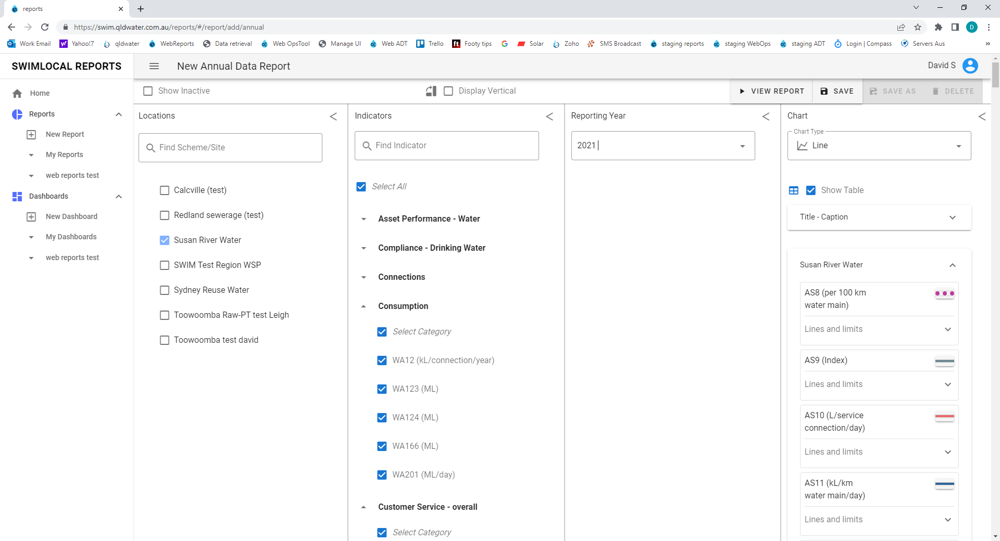 reports
https://swim.qldwater.com.au/reports/#/report/add/annual
D
Work Email
Yahoo!7
qldwater
WebReports
Data retrieval
Web OpsTool
Manage UI
Web ADT
Trello
ft
Footy tips
Solar
Zoho
SMS Broadcast
staging reports
staging WebOps
staging ADT
Login | Compass
Servers Aus
SWIMLOCAL REPORTS
New Annual Data Report
David S
Home
Reports
New Report
My Reports
web reports test
Dashboards
New Dashboard
My Dashboards
web reports test
Show Inactive
Display Vertical
VIEW REPORT
SAVE
SAVE AS
DELETE
Locations
Find Scheme/Site
Calcville (test)
Redland sewerage (test)
Susan River Water
SWIM Test Region WSP
Sydney Reuse Water
Toowoomba Raw-PT test Leigh
Toowoomba test david
Indicators
Find Indicator
Select All
Asset Performance - Water
Compliance - Drinking Water
Connections
Consumption
Select Category
WA12 (kL/connection/year)
WA123 (ML)
WA124 (ML)
WA166 (ML)
WA201 (ML/day)
Customer Service - overall
Select Category
Reporting Year
2021
Chart
Chart Type
Line
Show Table
Title - Caption
Susan River Water
AS8 (per 100 km
water main)
Lines and limits
AS9 (Index)
Lines and limits
AS10 (L/service
connection/day)
Lines and limits
AS11 (kL/km
water main/day)
Lines and limits